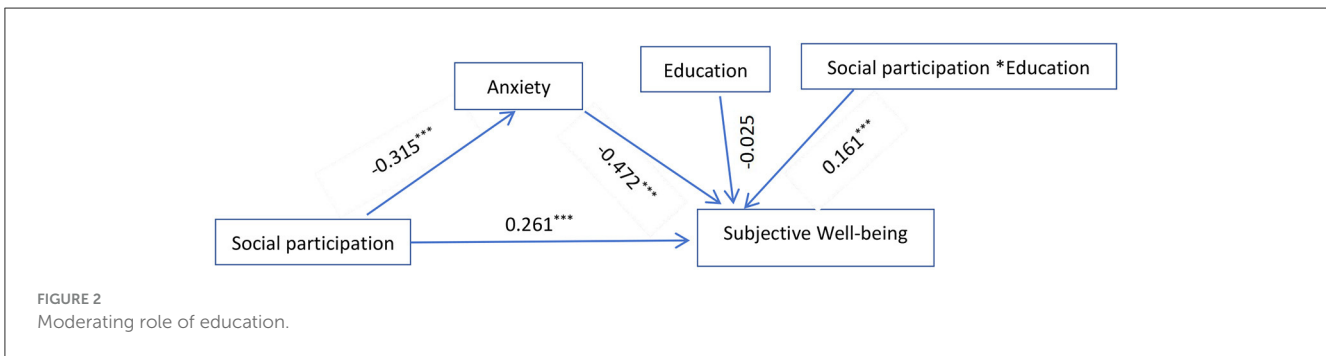 Education
Social participation *Education
Anxiety
-0.315***
-0.472***
-0.025
0.161***
Social participation
0.261***
Subjective Well-being
FIGURE 2
Moderating role of education.